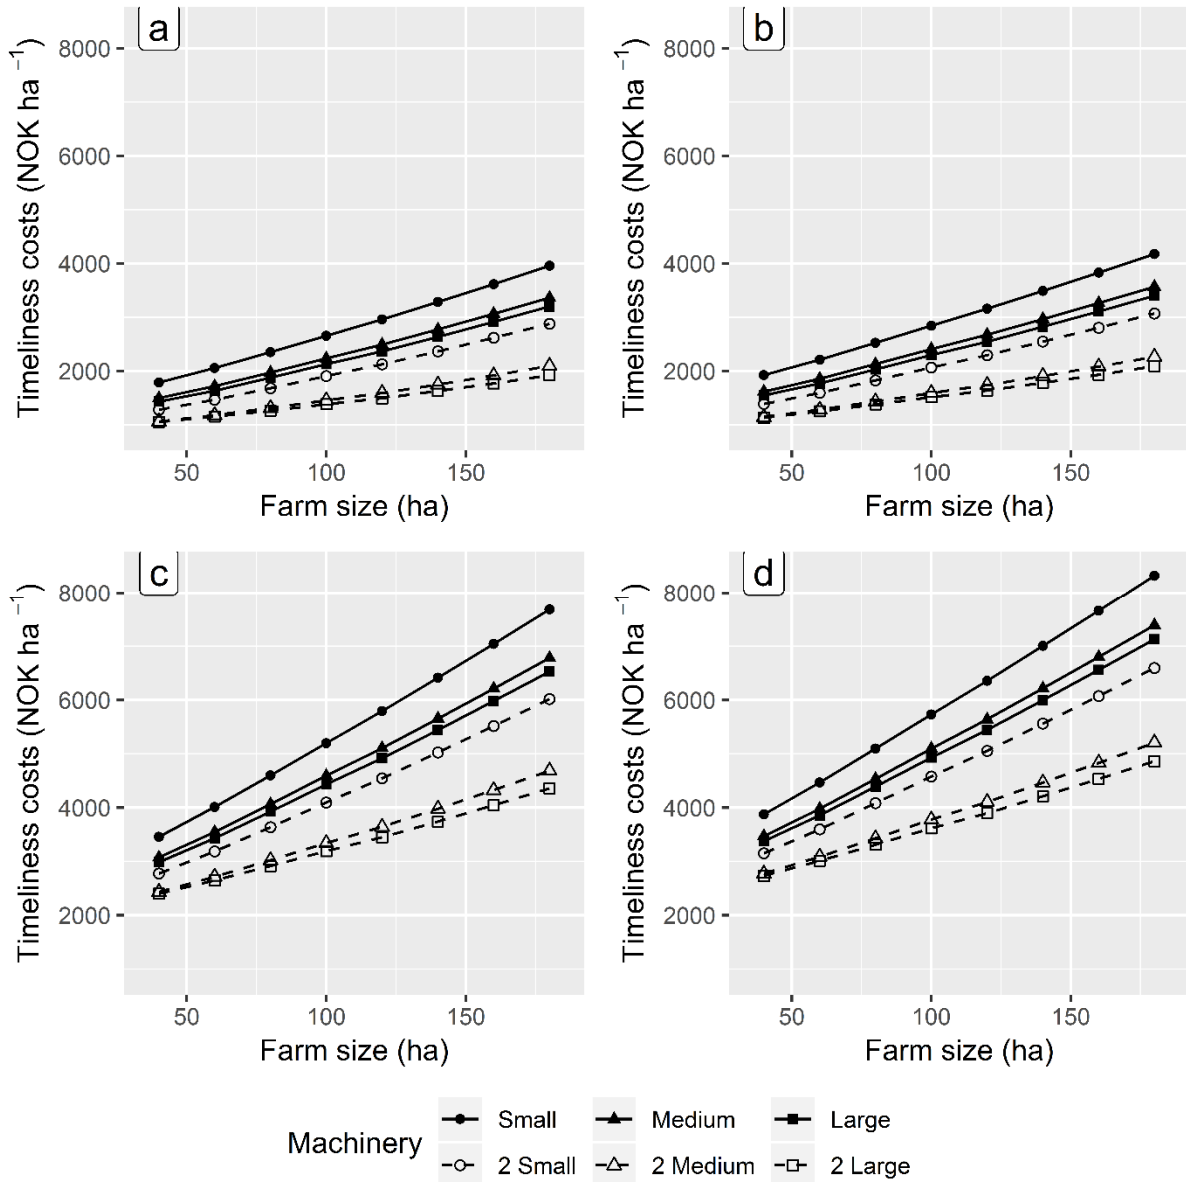 a
Timeliness costs (NOK ha⁻¹)
8000
6000
4000
2000
50 100 150
Farm size (ha)
b
Timeliness costs (NOK ha⁻¹)
8000
6000
4000
2000
50 100 150
Farm size (ha)
c
Timeliness costs (NOK ha⁻¹)
8000
6000
4000
2000
50 100 150
Farm size (ha)
d
Timeliness costs (NOK ha⁻¹)
8000
6000
4000
2000
50 100 150
Farm size (ha)
Machinery
Small Medium Large
2 Small 2 Medium 2 Large